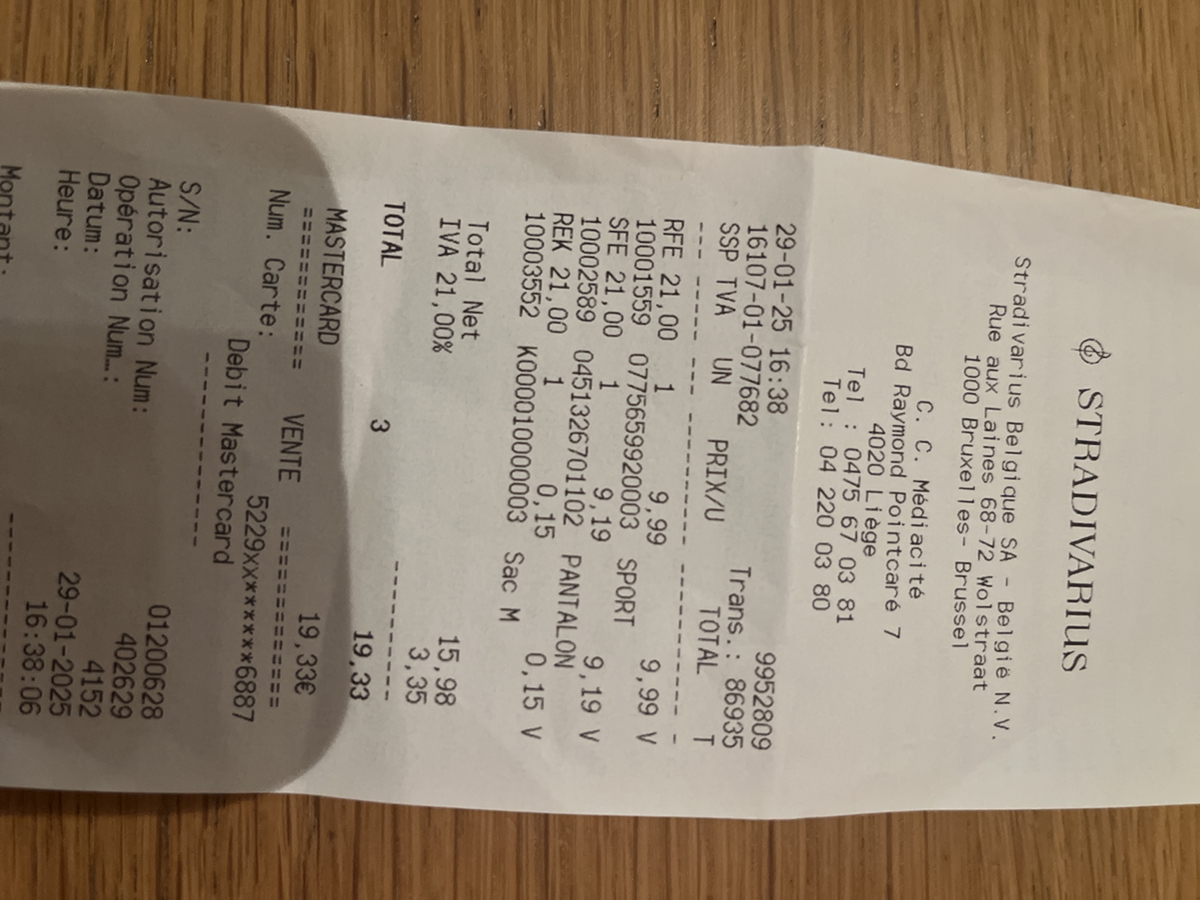 STRADIVARIUS
Stradivarius Belgique SA - België N.V.
Rue aux Laines 68-72 Wolstraat
1000 Bruxelles- Brussel
C. C. Médiacité
Bd Raymond Pointcaré 7
4020 Liège
Tel : 0475 67 03 81
Tel: 04 220 03 80
29-01-25 16:38 9952809
16107-01-077682 Trans.: 86935
SSP TVA UN PRIX/U TOTAL T
--- ----- --- ---------- --------- -
RFE 21,00 1 9,99 9,99 V
10001559 07756599920003 SPORT
SFE 21,00 1 9,19 9,19 V
10002589 0451326701102 PANTALON
REK 21,00 1 0,15 0,15 V
10003552 K0000100000003 Sac M
Total Net 15,98
IVA 21,00% 3,35
----------
TOTAL 3 19,33
MASTERCARD 19,33€
========== VENTE ===========
Num. Carte: 5229xx******6887
Debit Mastercard
----------------
S/N: 01200628
Autorisation Num: 402629
Opération Num…: 4152
Datum: 29-01-2025
Heure: 16:38:06
Montant: